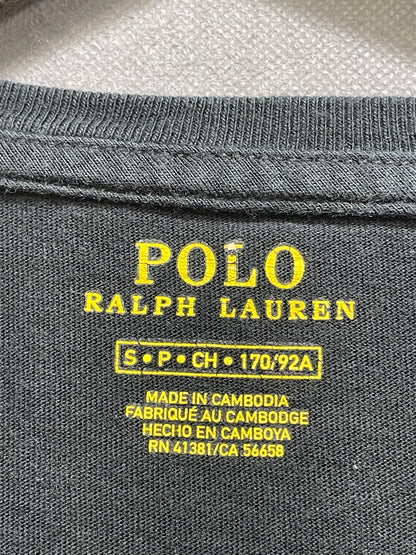 POLO
RALPH LAUREN
S • P • CH • 170/92A
MADE IN CAMBODIA
FABRIQUÉ AU CAMBODGE
HECHO EN CAMBOYA
RN 41381/CA 56658